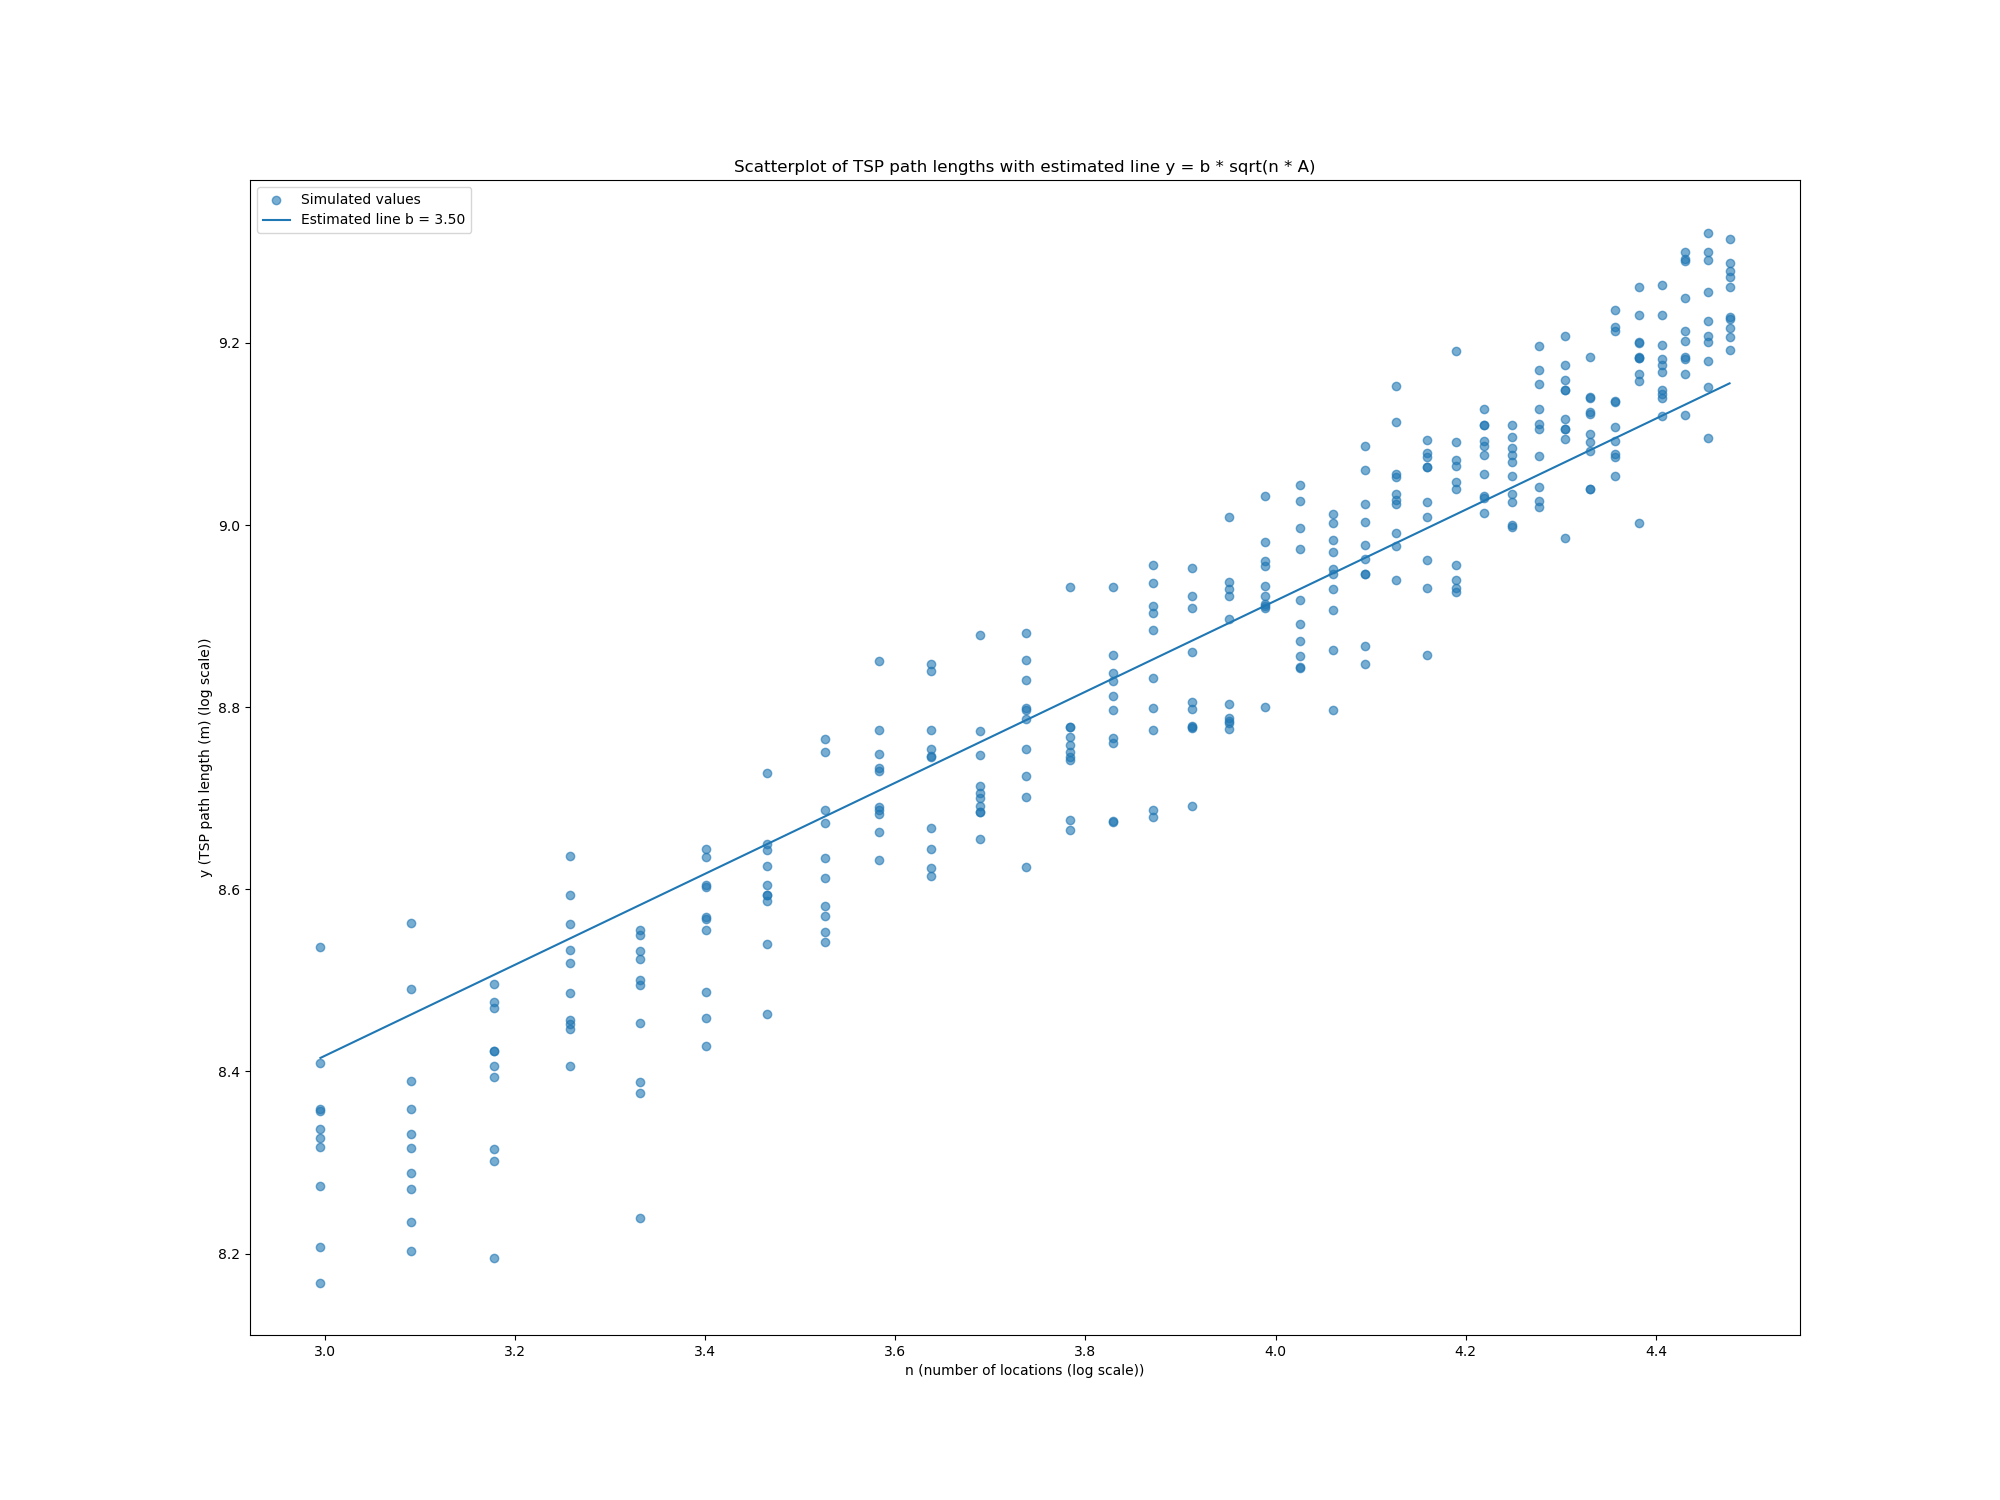 Scatterplot of TSP path lengths with estimated line y = b * sqrt(n * A)
Simulated values
Estimated line b = 3.50
y (TSP path length (m) (log scale))
9.2
9.0
8.8
8.6
8.4
8.2
3.0 3.2 3.4 3.6 3.8 4.0 4.2 4.4
n (number of locations (log scale))